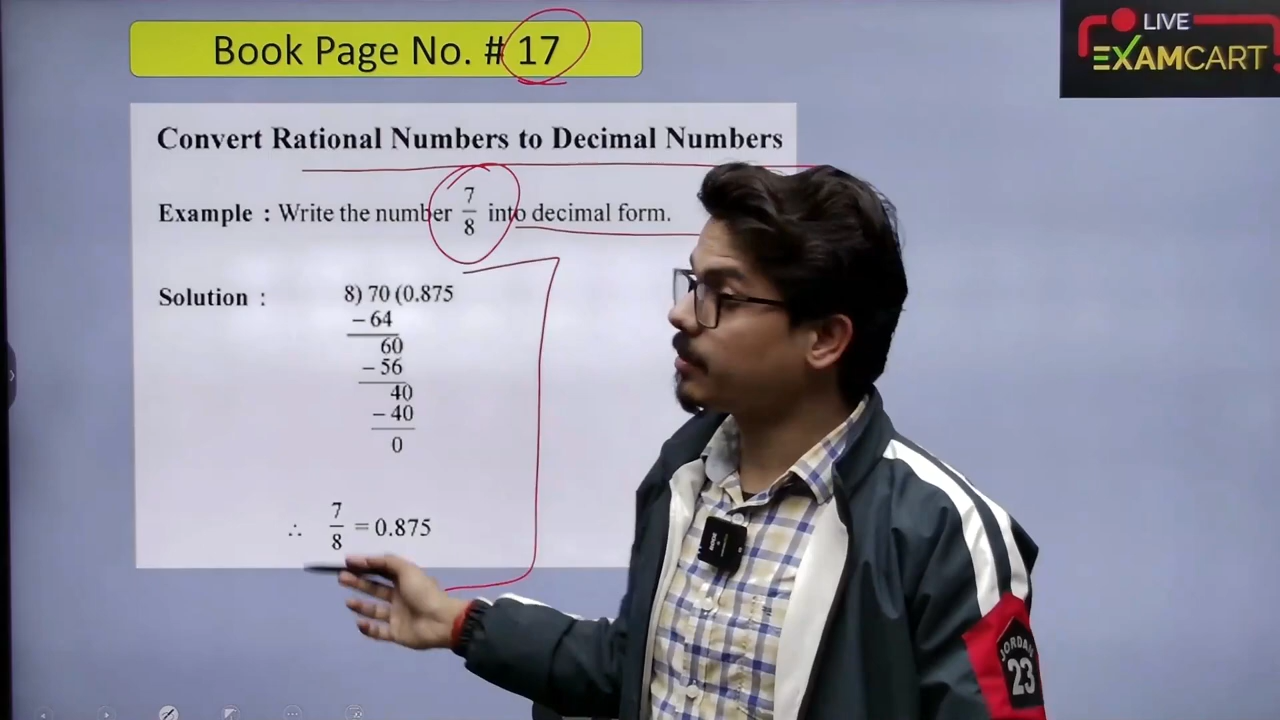 Book Page No. # 17
LIVE
EXAMCART
Convert Rational Numbers to Decimal Numbers
Example : Write the number 7/8 into decimal form.
Solution : 8) 70 (0.875
– 64
60
– 56
40
– 40
0
∴ 7/8 = 0.875
JORDAN
23